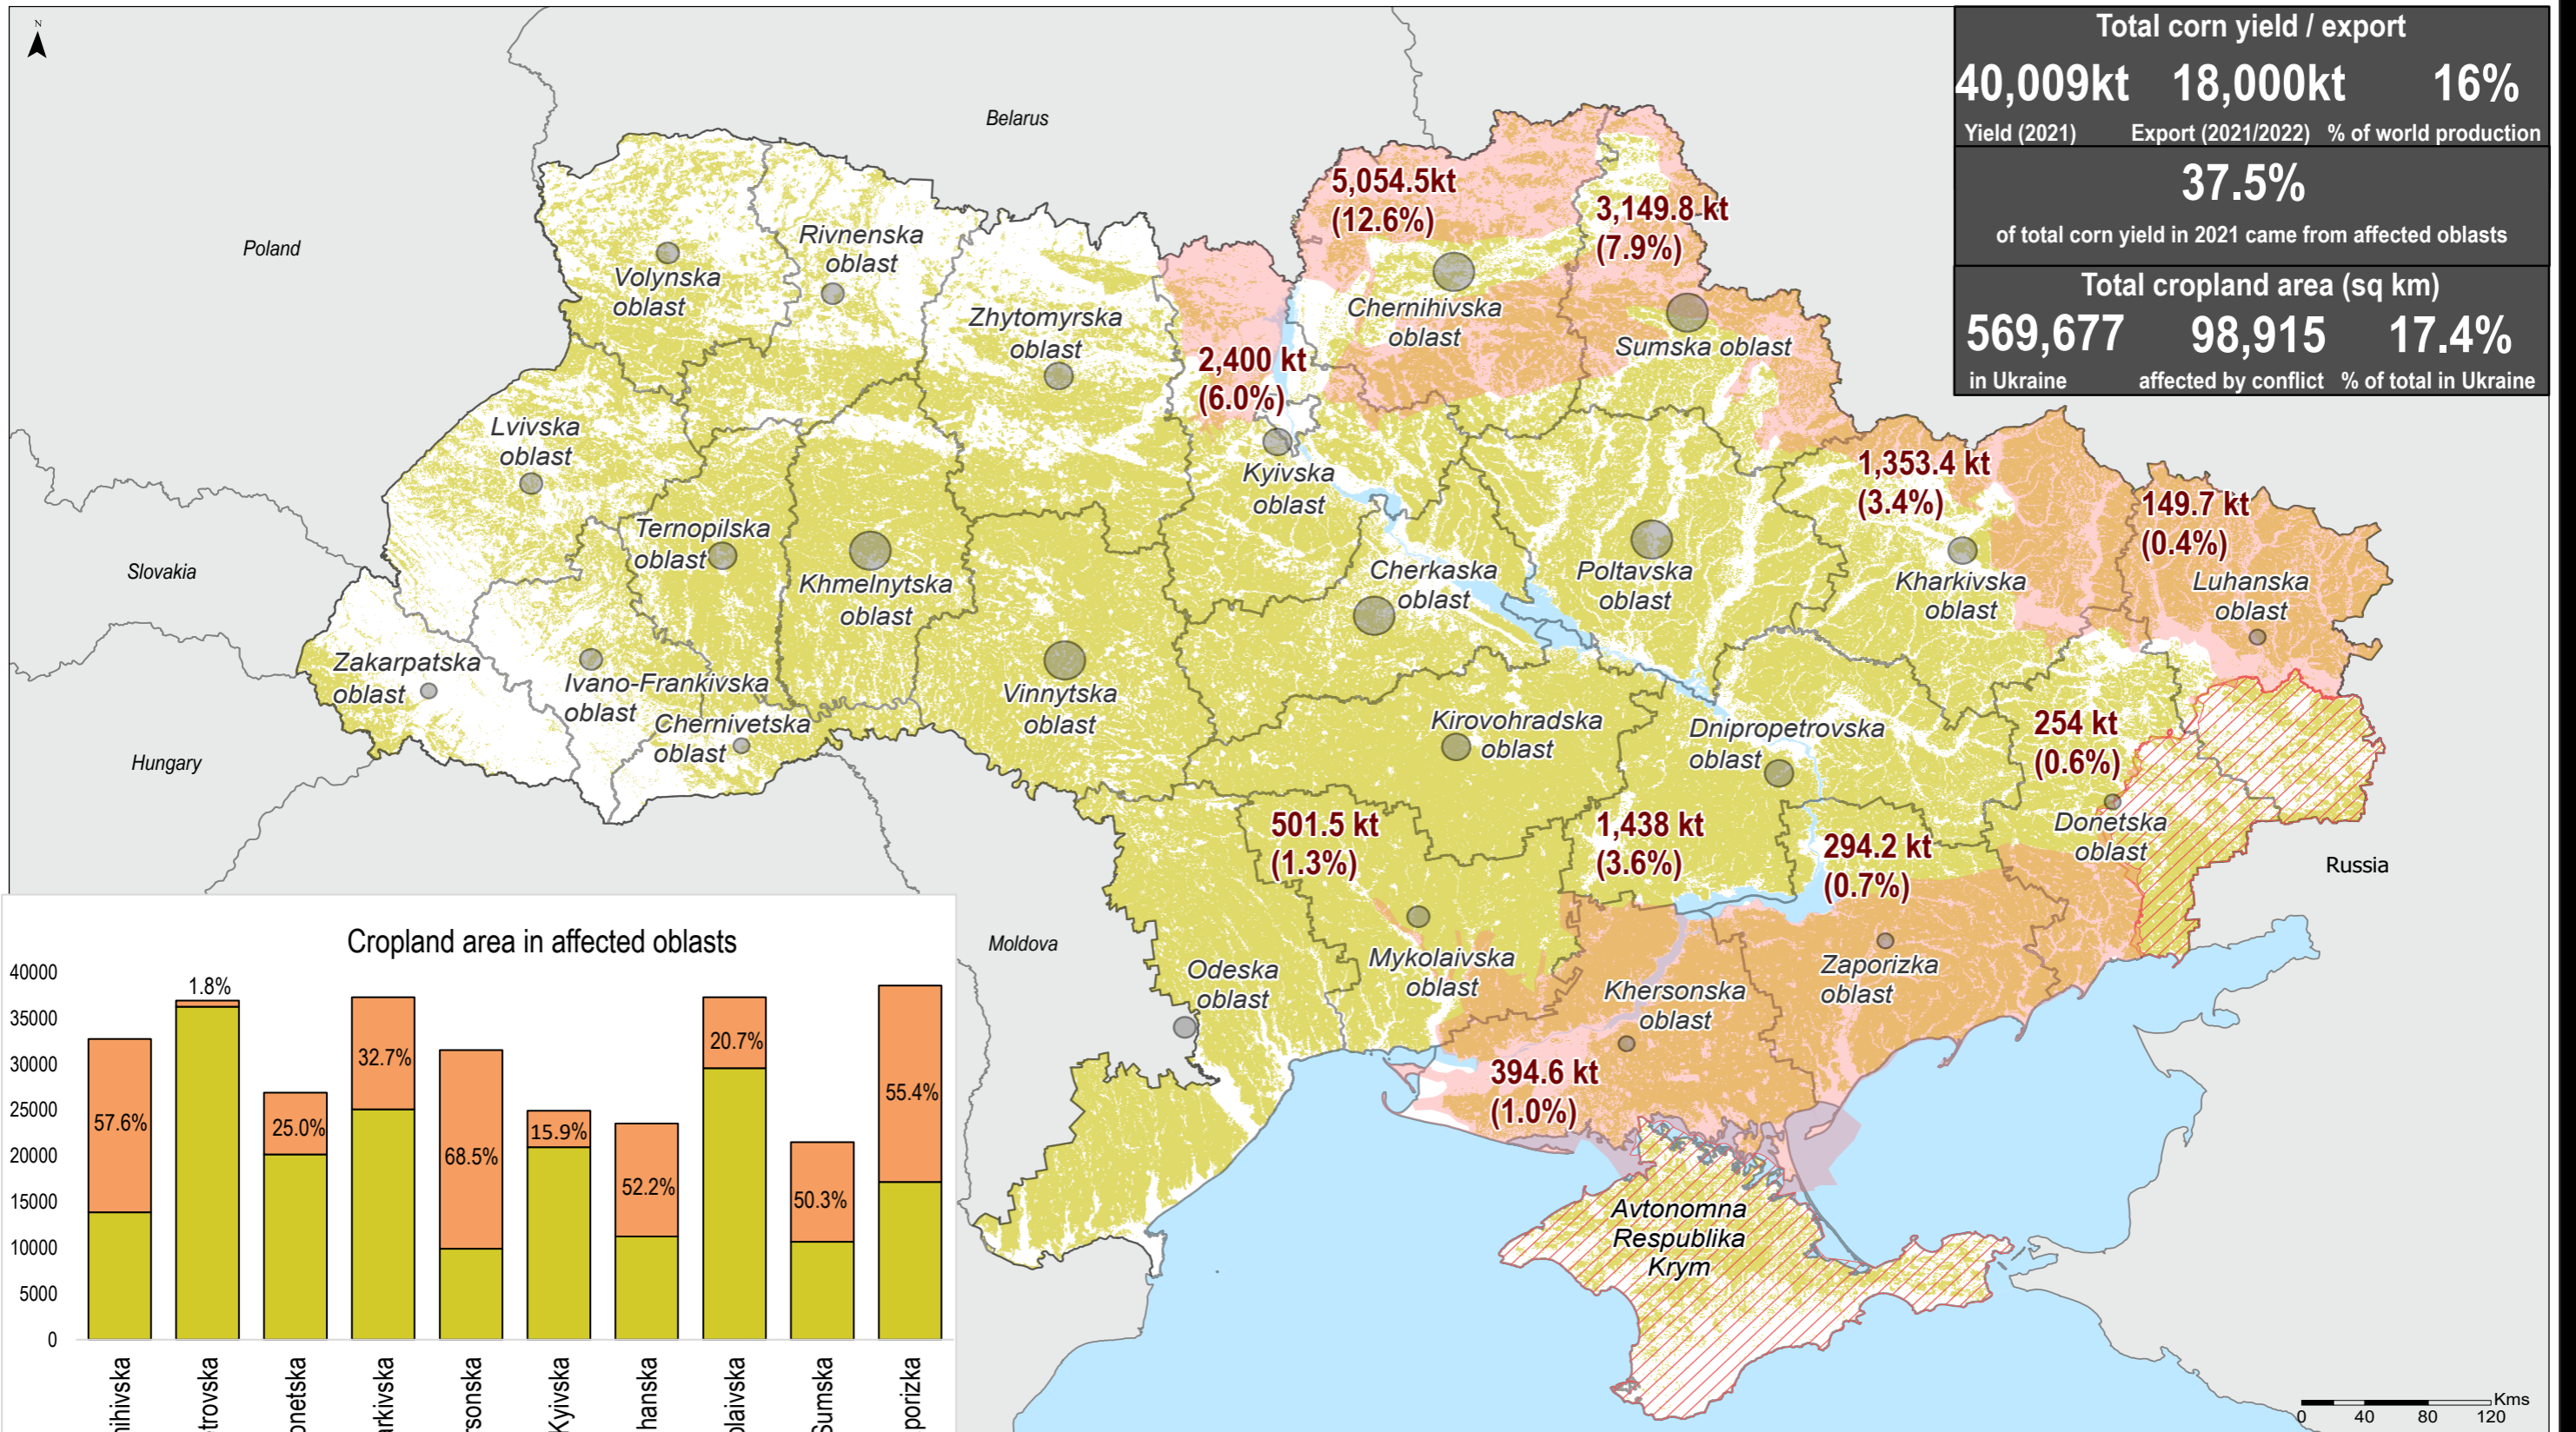 N
Total corn yield / export
40,009kt 18,000kt 16%
Yield (2021) Export (2021/2022) % of world production
37.5%
of total corn yield in 2021 came from affected oblasts
Total cropland area (sq km)
569,677 98,915 17.4%
in Ukraine affected by conflict % of total in Ukraine
Belarus
Poland
Slovakia
Hungary
Moldova
Russia
5,054.5kt
(12.6%)
3,149.8 kt
(7.9%)
2,400 kt
(6.0%)
1,353.4 kt
(3.4%)
149.7 kt
(0.4%)
254 kt
(0.6%)
501.5 kt
(1.3%)
1,438 kt
(3.6%)
294.2 kt
(0.7%)
394.6 kt
(1.0%)
Volynska
oblast
Rivnenska
oblast
Zhytomyrska
oblast
Chernihivska
oblast
Sumska oblast
Lvivska
oblast
Kyivska
oblast
Ternopilska
oblast
Khmelnytska
oblast
Cherkaska
oblast
Poltavska
oblast
Kharkivska
oblast
Luhanska
oblast
Zakarpatska
oblast
Ivano-Frankivska
oblast
Chernivetska
oblast
Vinnytska
oblast
Kirovohradska
oblast
Dnipropetrovska
oblast
Donetska
oblast
Odeska
oblast
Mykolaivska
oblast
Khersonska
oblast
Zaporizka
oblast
Avtonomna
Respublika
Krym
Cropland area in affected oblasts
40000
35000
30000
25000
20000
15000
10000
5000
0
57.6%
1.8%
25.0%
32.7%
68.5%
15.9%
52.2%
20.7%
50.3%
55.4%
nihivska
trovska
onetska
arkivska
rsonska
Kyivska
hanska
olaivska
Sumska
porizka
Kms
0 40 80 120